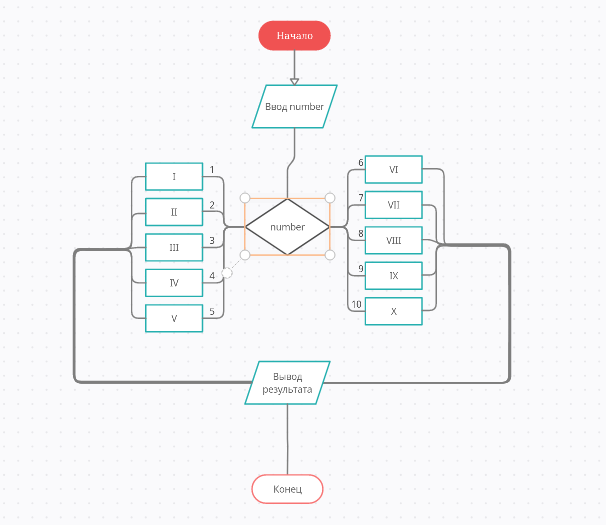 Начало
Ввод number
number
1
I
2
II
3
III
4
IV
5
V
6
VI
7
VII
8
VIII
9
IX
10
X
Вывод
результата
Конец